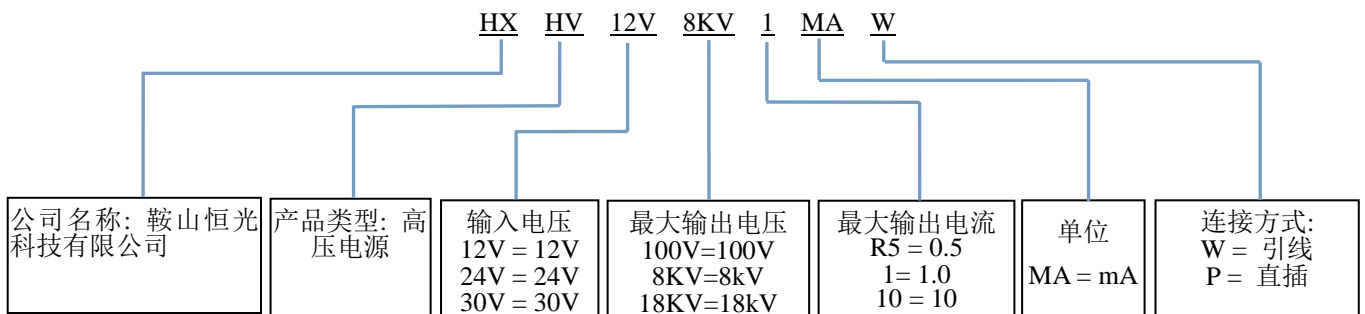 HX HV 12V 8KV 1 MA W
公司名称: 鞍山恒光
科技有限公司
产品类型: 高
压电源
输入电压
12V = 12V
24V = 24V
30V = 30V
最大输出电压
100V=100V
8KV=8kV
18KV=18kV
最大输出电流
R5 = 0.5
1= 1.0
10 = 10
单位
MA = mA
连接方式:
W = 引线
P = 直插